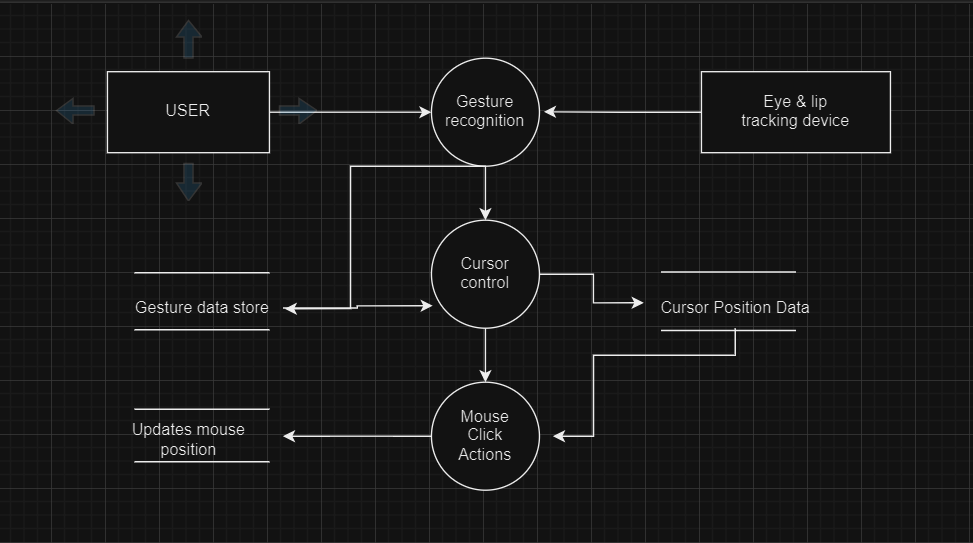 USER
Gesture
recognition
Eye & lip
tracking device
Cursor
control
Gesture data store
Cursor Position Data
Mouse
Click
Actions
Updates mouse
position